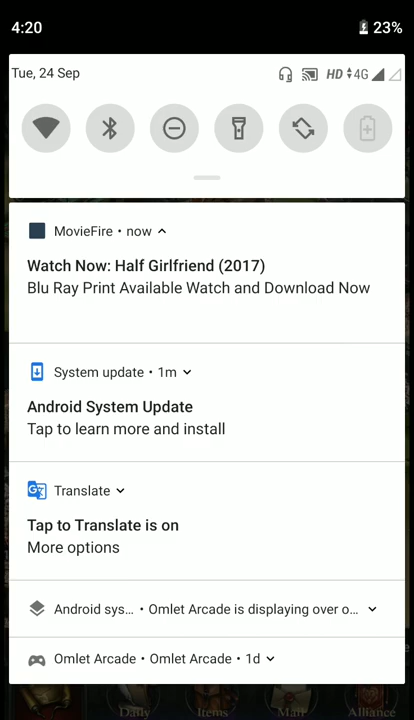 4:20
23%
Tue, 24 Sep
HD 4G
MovieFire • now
Watch Now: Half Girlfriend (2017)
Blu Ray Print Available Watch and Download Now
System update • 1m
Android System Update
Tap to learn more and install
Translate
Tap to Translate is on
More options
Android sys... • Omlet Arcade is displaying over o...
Omlet Arcade • Omlet Arcade • 1d
Daily
Items
Mail
Alliance